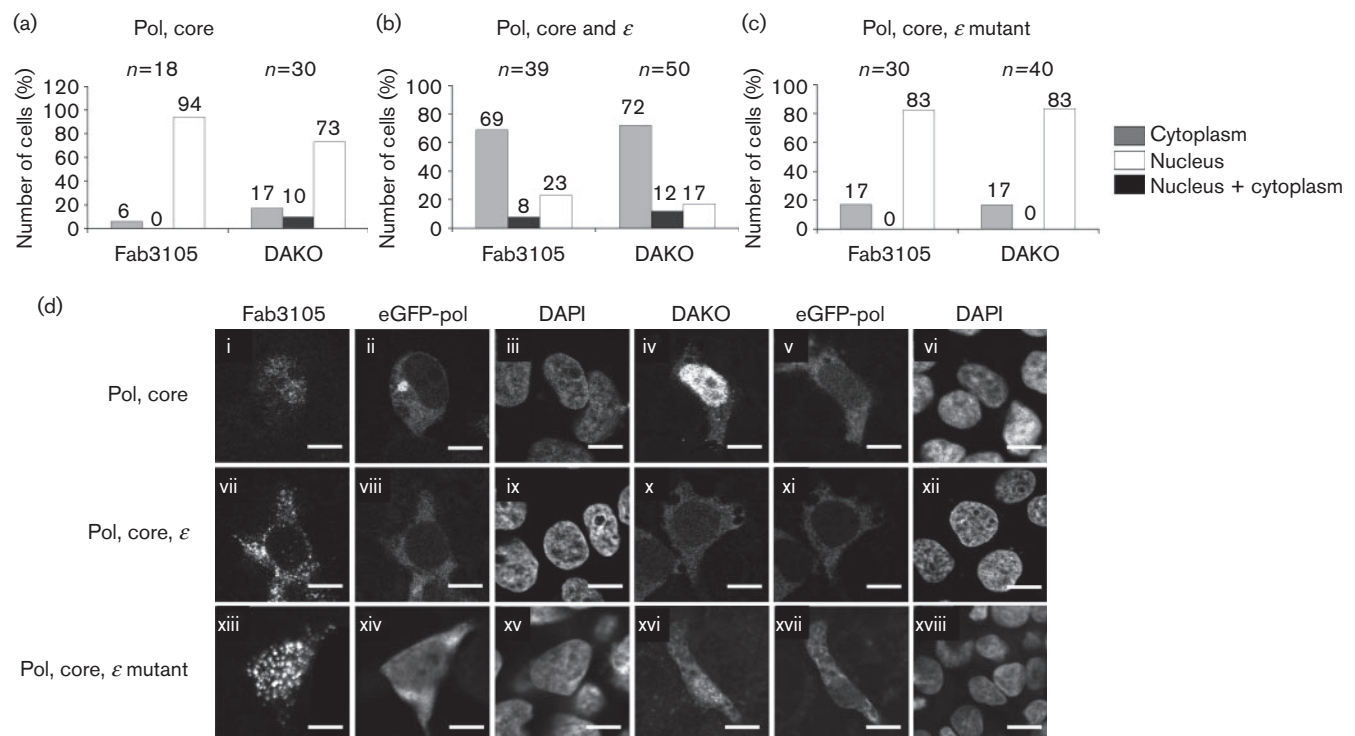 (a)
Pol, core
n=18
n=30
Number of cells (%)
120
100
80
60
40
20
0
6
0
94
17
10
73
Fab3105
DAKO
(b)
Pol, core and ε
n=39
n=50
Number of cells (%)
100
80
60
40
20
0
69
8
23
72
12
17
Fab3105
DAKO
(c)
Pol, core, ε mutant
n=30
n=40
Number of cells (%)
100
80
60
40
20
0
17
0
83
17
0
83
Fab3105
DAKO
Cytoplasm
Nucleus
Nucleus + cytoplasm
(d)
Fab3105 eGFP-pol DAPI DAKO eGFP-pol DAPI
Pol, core
i ii iii iv v vi
Pol, core, ε
vii viii ix x xi xii
Pol, core, ε mutant
xiii xiv xv xvi xvii xviii